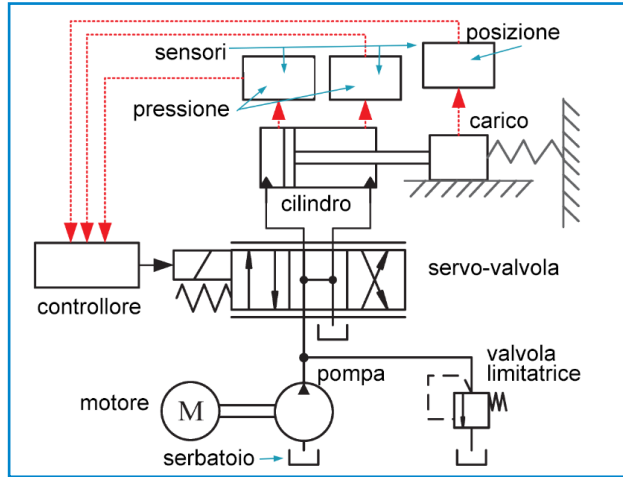 posizione
sensori
pressione
carico
cilindro
servo-valvola
controllore
valvola
limitatrice
pompa
motore
M
serbatoio